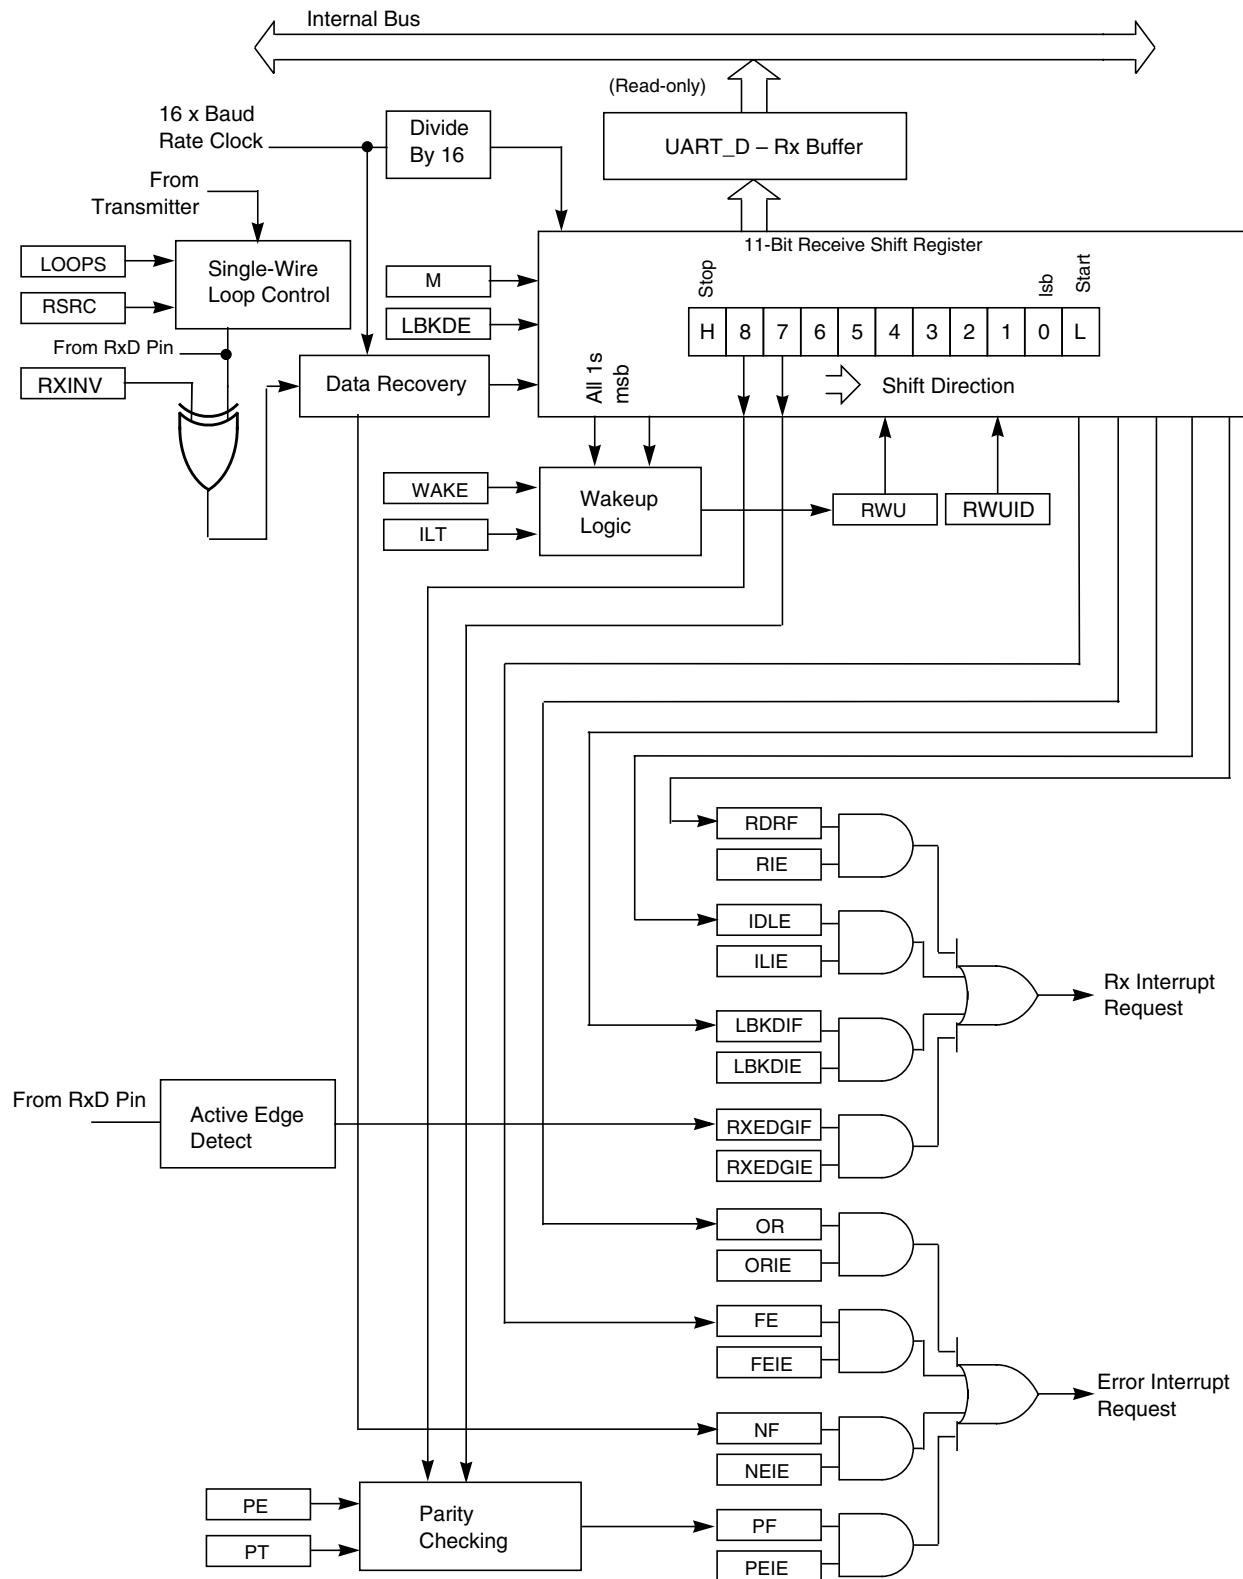 Internal Bus
(Read-only)
16 x Baud
Rate Clock
Divide
By 16
UART_D – Rx Buffer
From
Transmitter
11-Bit Receive Shift Register
LOOPS
Single-Wire
Loop Control
RSRC
M
LBKDE
Stop
lsb
Start
H 8 7 6 5 4 3 2 1 0 L
From RxD Pin
RXINV
Data Recovery
All 1s
msb
Shift Direction
WAKE
ILT
Wakeup
Logic
RWU
RWUID
RDRF
RIE
IDLE
ILIE
Rx Interrupt
Request
LBKDIF
LBKDIE
From RxD Pin
Active Edge
Detect
RXEDGIF
RXEDGIE
OR
ORIE
FE
FEIE
Error Interrupt
Request
NF
NEIE
PE
PT
Parity
Checking
PF
PEIE